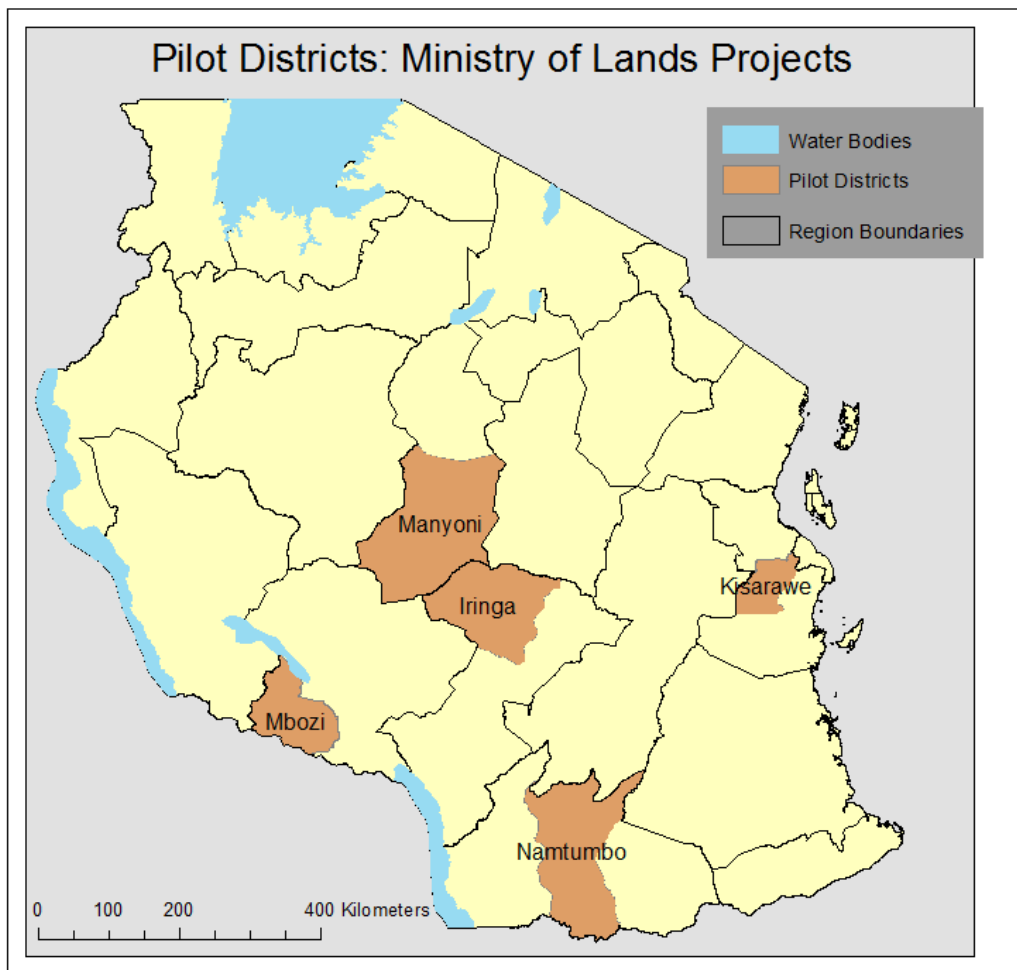 Pilot Districts: Ministry of Lands Projects
Water Bodies
Pilot Districts
Region Boundaries
Manyoni
Iringa
Kisarawe
Mbozi
Namtumbo
0 100 200 400 Kilometers